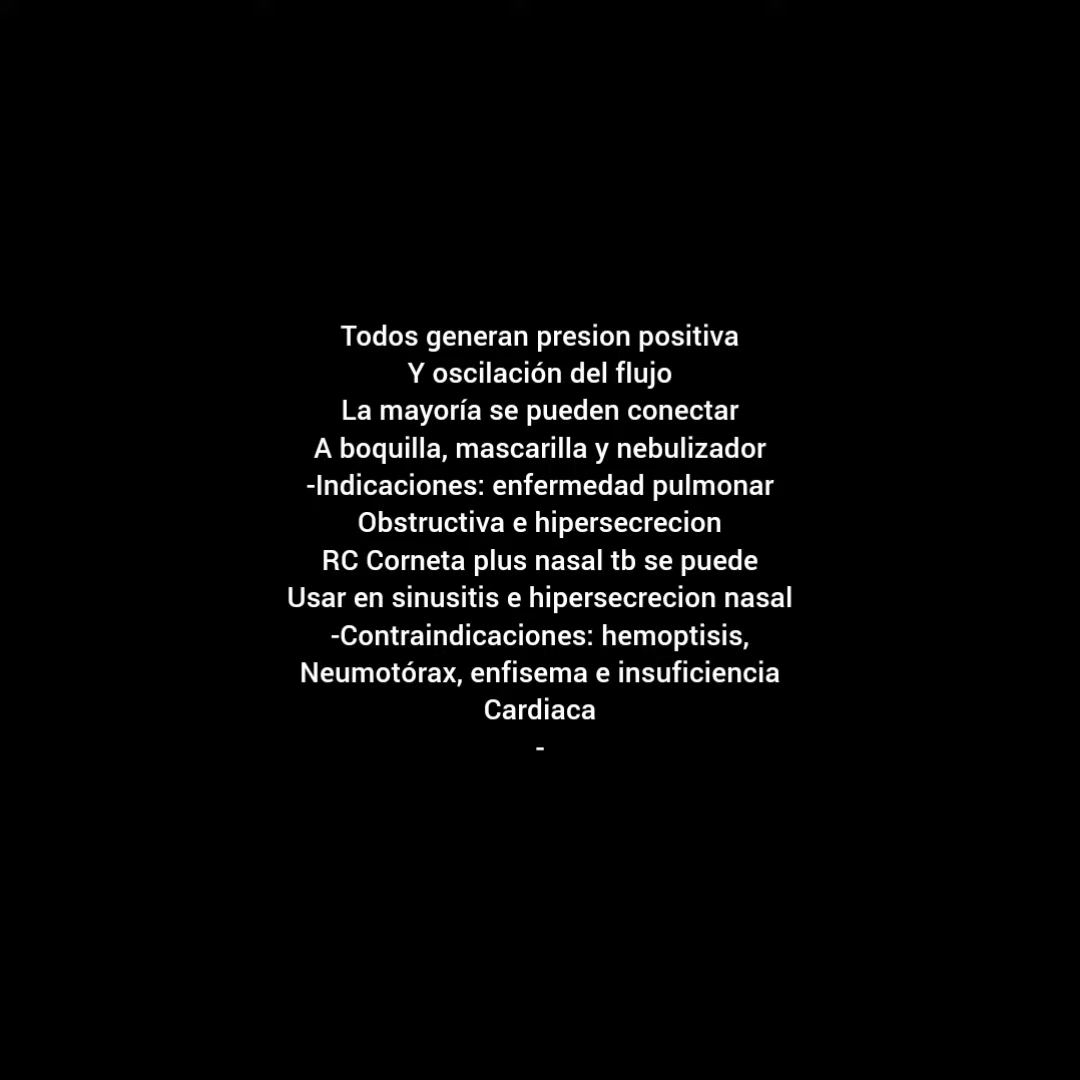 Todos generan presion positiva
Y oscilación del flujo
La mayoría se pueden conectar
A boquilla, mascarilla y nebulizador
-Indicaciones: enfermedad pulmonar
Obstructiva e hipersecrecion
RC Corneta plus nasal tb se puede
Usar en sinusitis e hipersecrecion nasal
-Contraindicaciones: hemoptisis,
Neumotórax, enfisema e insuficiencia
Cardiaca
-